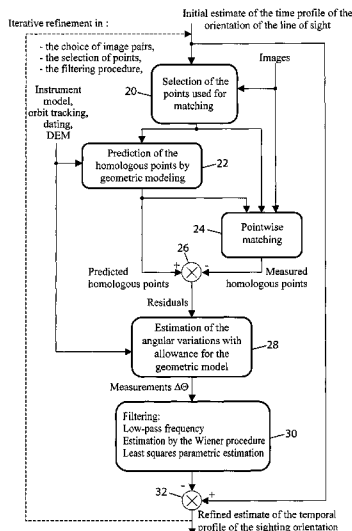 Iterative refinement in :
Initial estimate of the time profile of the
orientation of the line of sight
- the choice of image pairs,
- the selection of points,
- the filtering procedure,
Images
Instrument
model,
orbit tracking,
dating,
DEM
20
Selection of the
points used for
matching
Prediction of the
homologous points by
geometric modeling
22
24
Pointwise
matching
26
+
-
Predicted
homologous points
Measured
homologous points
Residuals
Estimation of the
angular variations with
allowance for the
geometric model
28
Measurements ΔΘ
Filtering:
Low-pass frequency
Estimation by the Wiener procedure
Least squares parametric estimation
30
-
32
+
Refined estimate of the temporal
profile of the sighting orientation